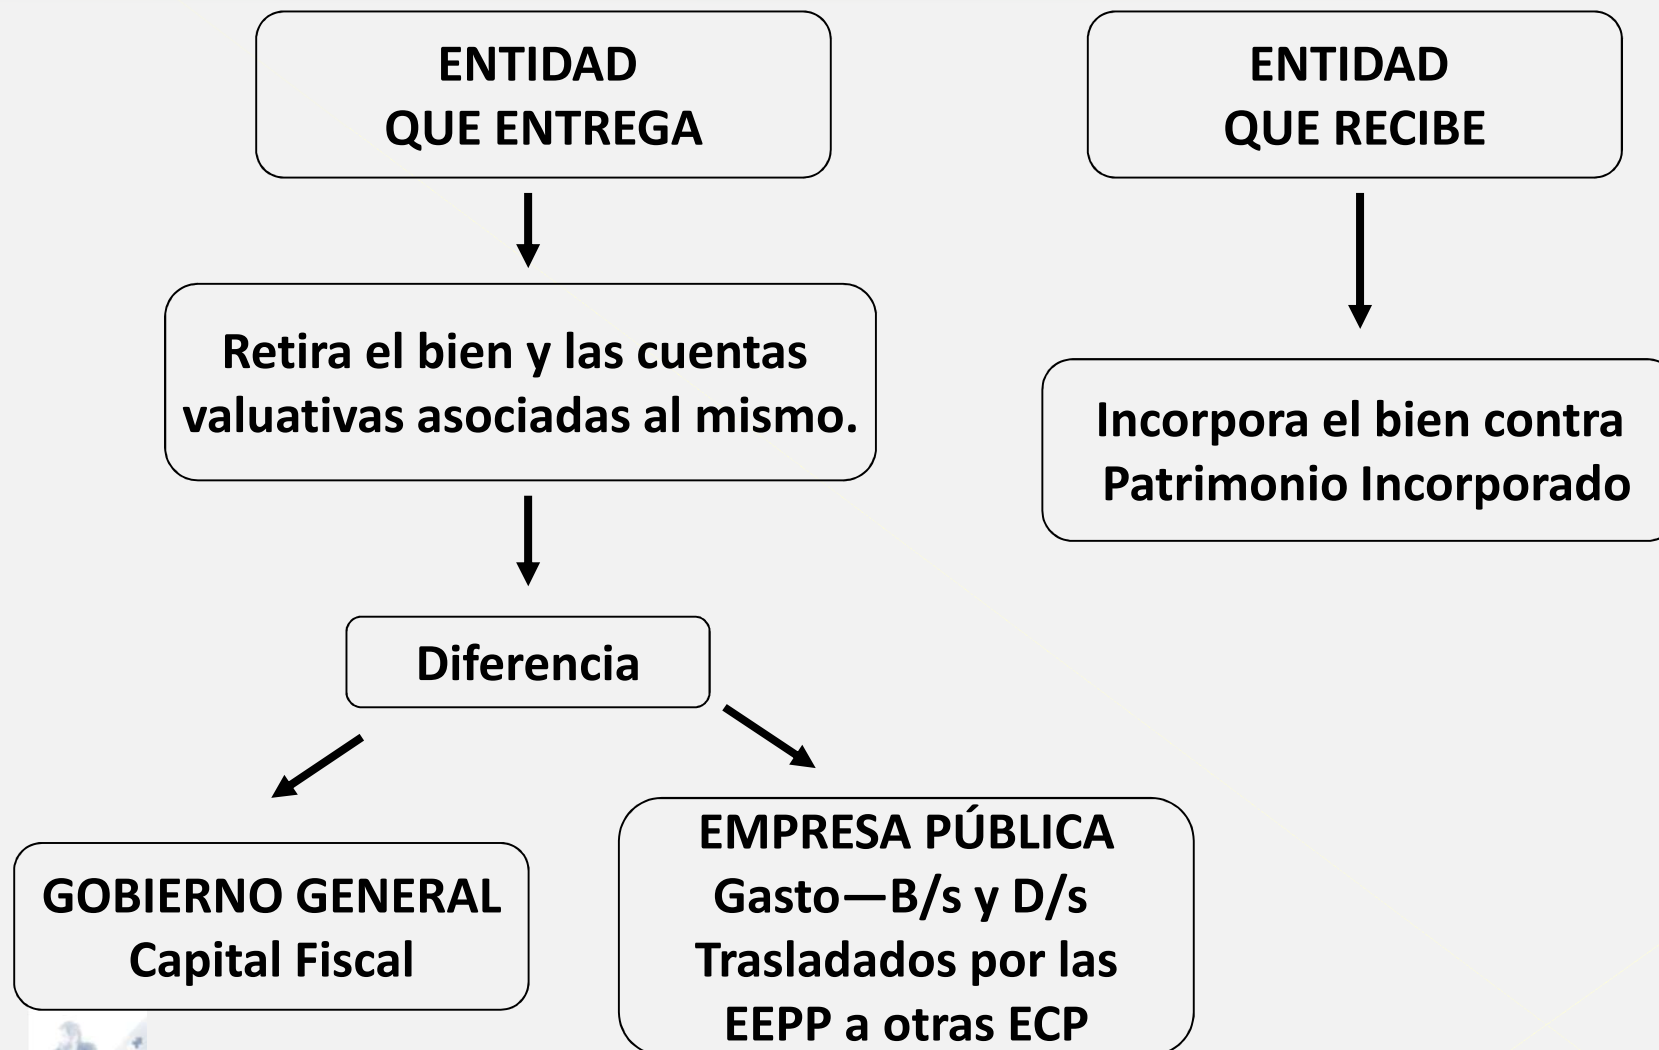 ENTIDAD
QUE ENTREGA
ENTIDAD
QUE RECIBE
Retira el bien y las cuentas
valuativas asociadas al mismo.
Incorpora el bien contra
Patrimonio Incorporado
Diferencia
GOBIERNO GENERAL
Capital Fiscal
EMPRESA PÚBLICA
Gasto—B/s y D/s
Trasladados por las
EEPP a otras ECP